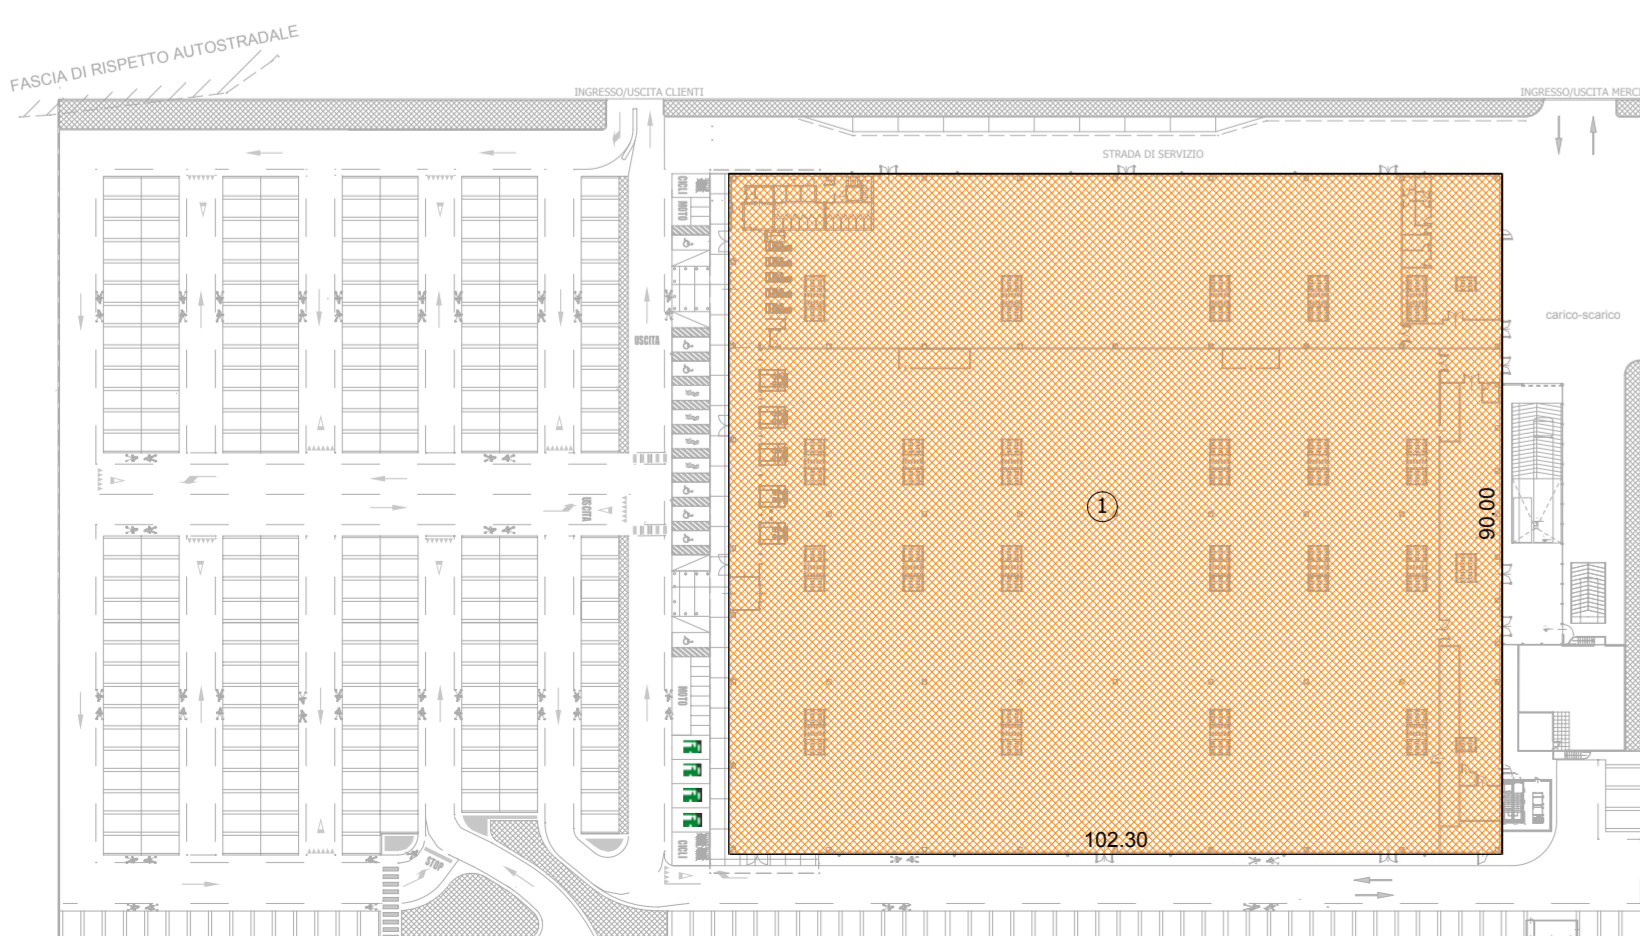 FASCIA DI RISPETTO AUTOSTRADALE
INGRESSO/USCITA CLIENTI
INGRESSO/USCITA MERCI
STRADA DI SERVIZIO
CICLI
MOTO
carico-scarico
USCITA
USCITA
1
90.00
MOTO
102.30
CICLI
STOP